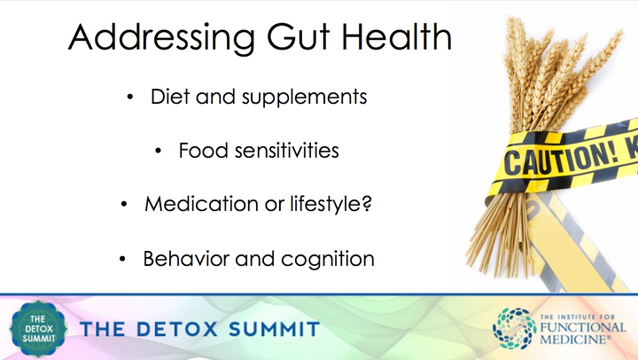 Addressing Gut Health
• Diet and supplements
• Food sensitivities
CAUTION! K
• Medication or lifestyle?
• Behavior and cognition
THE
DETOX
SUMMIT
THE DETOX SUMMIT
THE INSTITUTE FOR
FUNCTIONAL
MEDICINE®